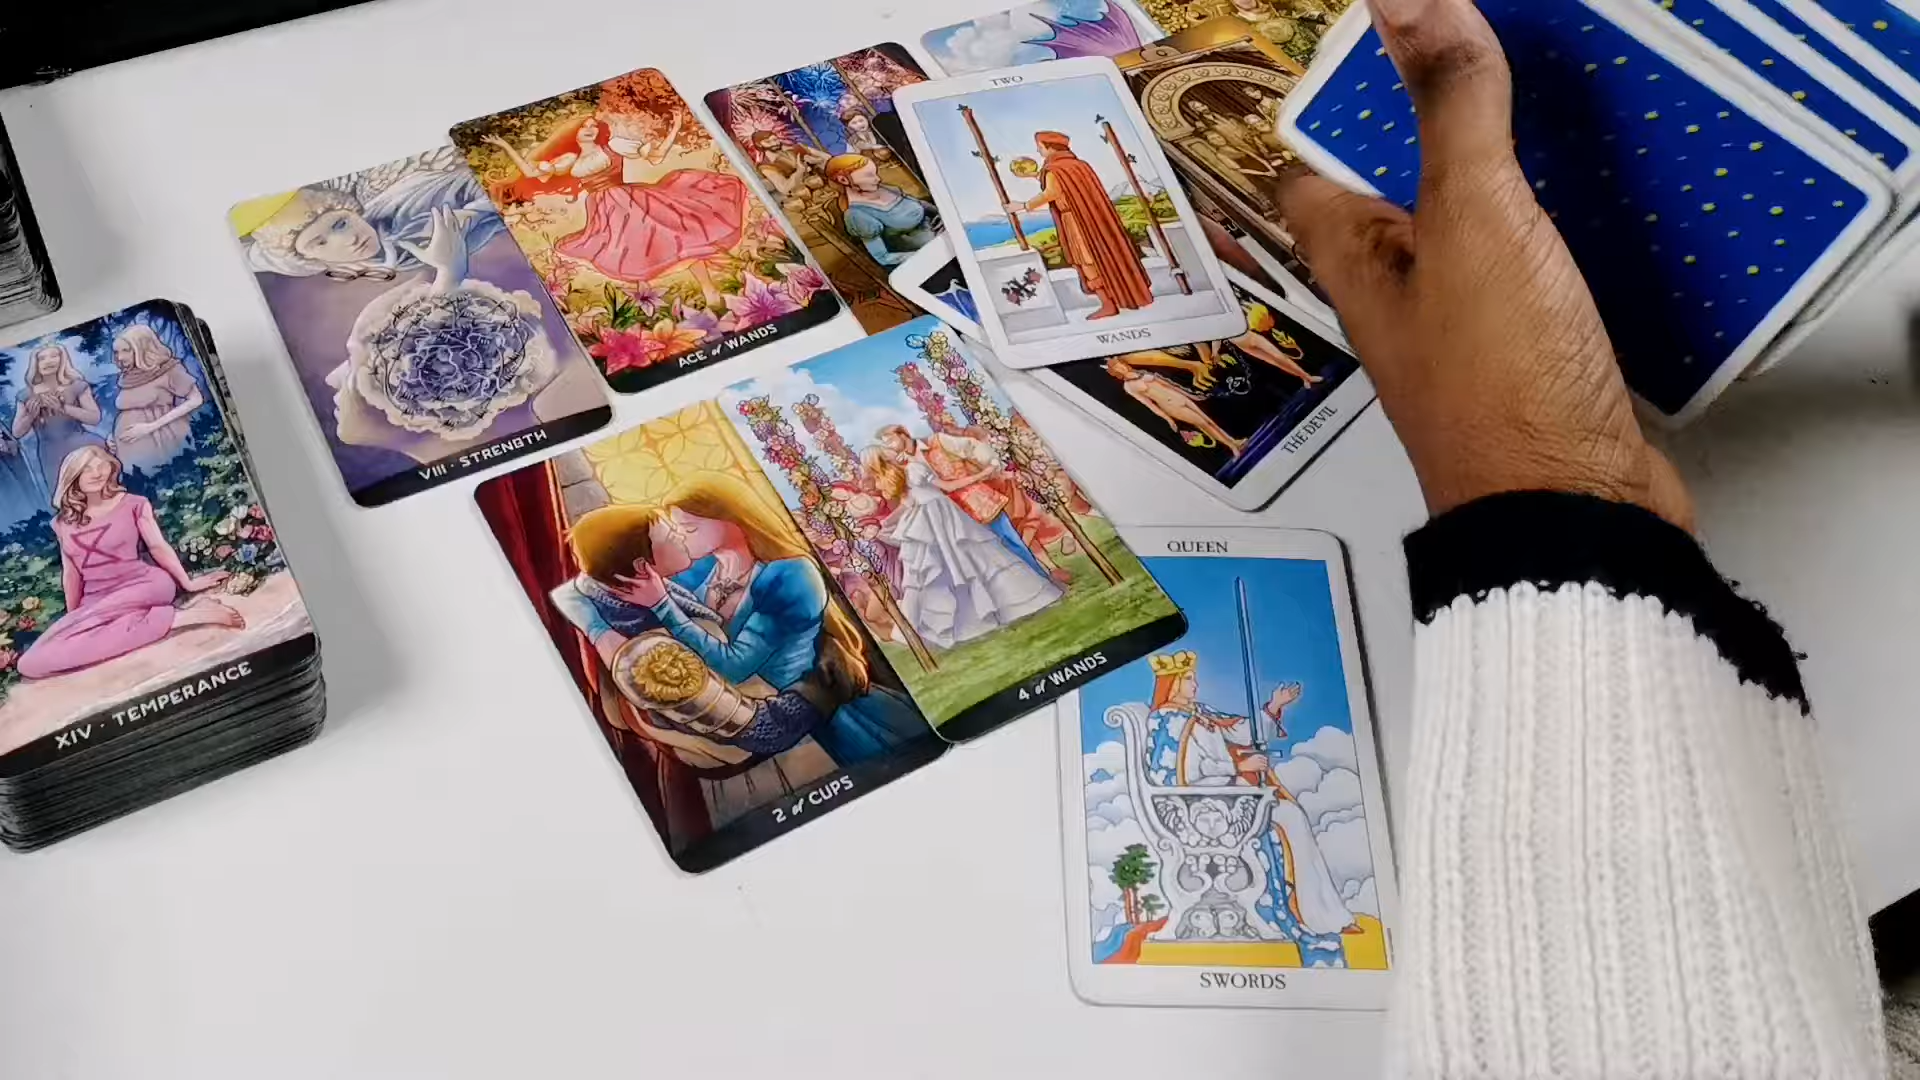 TWO
WANDS
ACE of WANDS
VIII · STRENGTH
THE DEVIL
QUEEN
4 of WANDS
XIV · TEMPERANCE
2 of CUPS
SWORDS